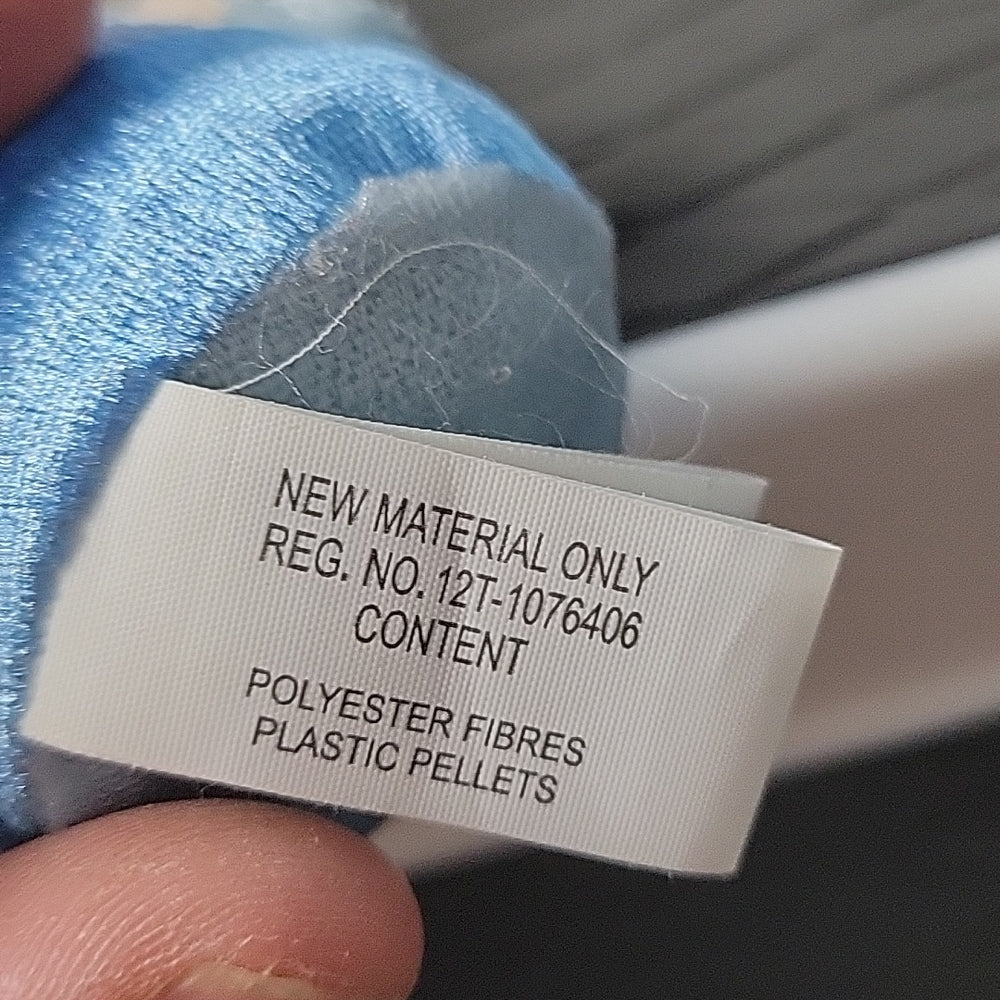 NEW MATERIAL ONLY
REG. NO. 12T-1076406
CONTENT
POLYESTER FIBRES
PLASTIC PELLETS